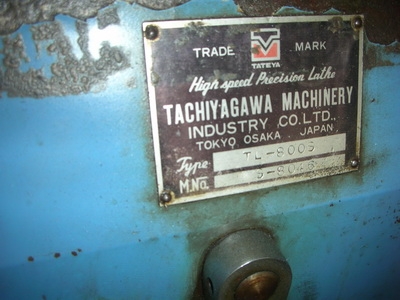 TRADE MARK
TATEYA
High speed Precision Lathe
TACHIYAGAWA MACHINERY
INDUSTRY CO.LTD.,
TOKYO OSAKA JAPAN
Type
M.No.